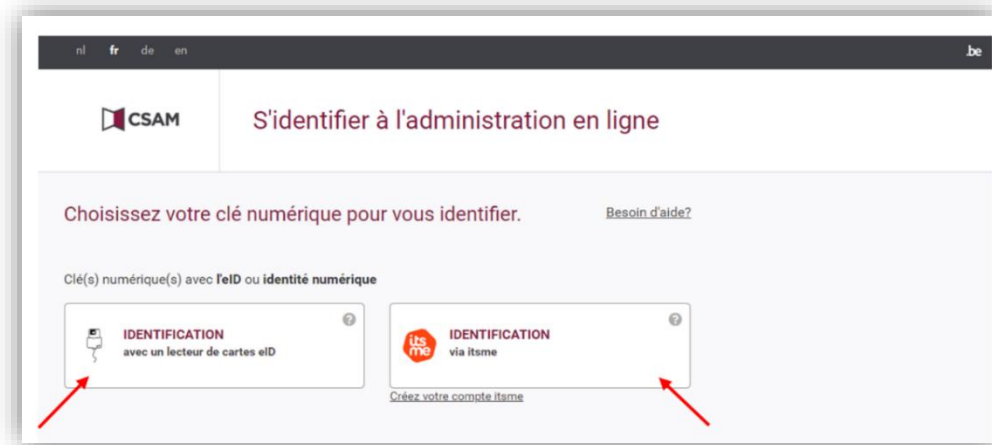 nl fr de en .be
CSAM
S'identifier à l'administration en ligne
Choisissez votre clé numérique pour vous identifier. Besoin d'aide?
Clé(s) numérique(s) avec l'eID ou identité numérique
IDENTIFICATION ?
avec un lecteur de cartes eID
its me
IDENTIFICATION ?
via itsme
Créez votre compte itsme